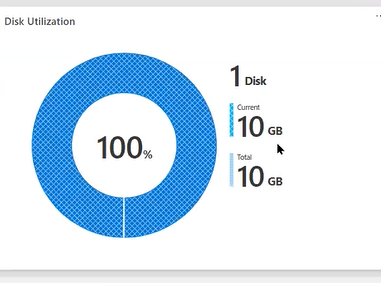 Disk Utilization
1 Disk
Current
10 GB
100%
Total
10 GB